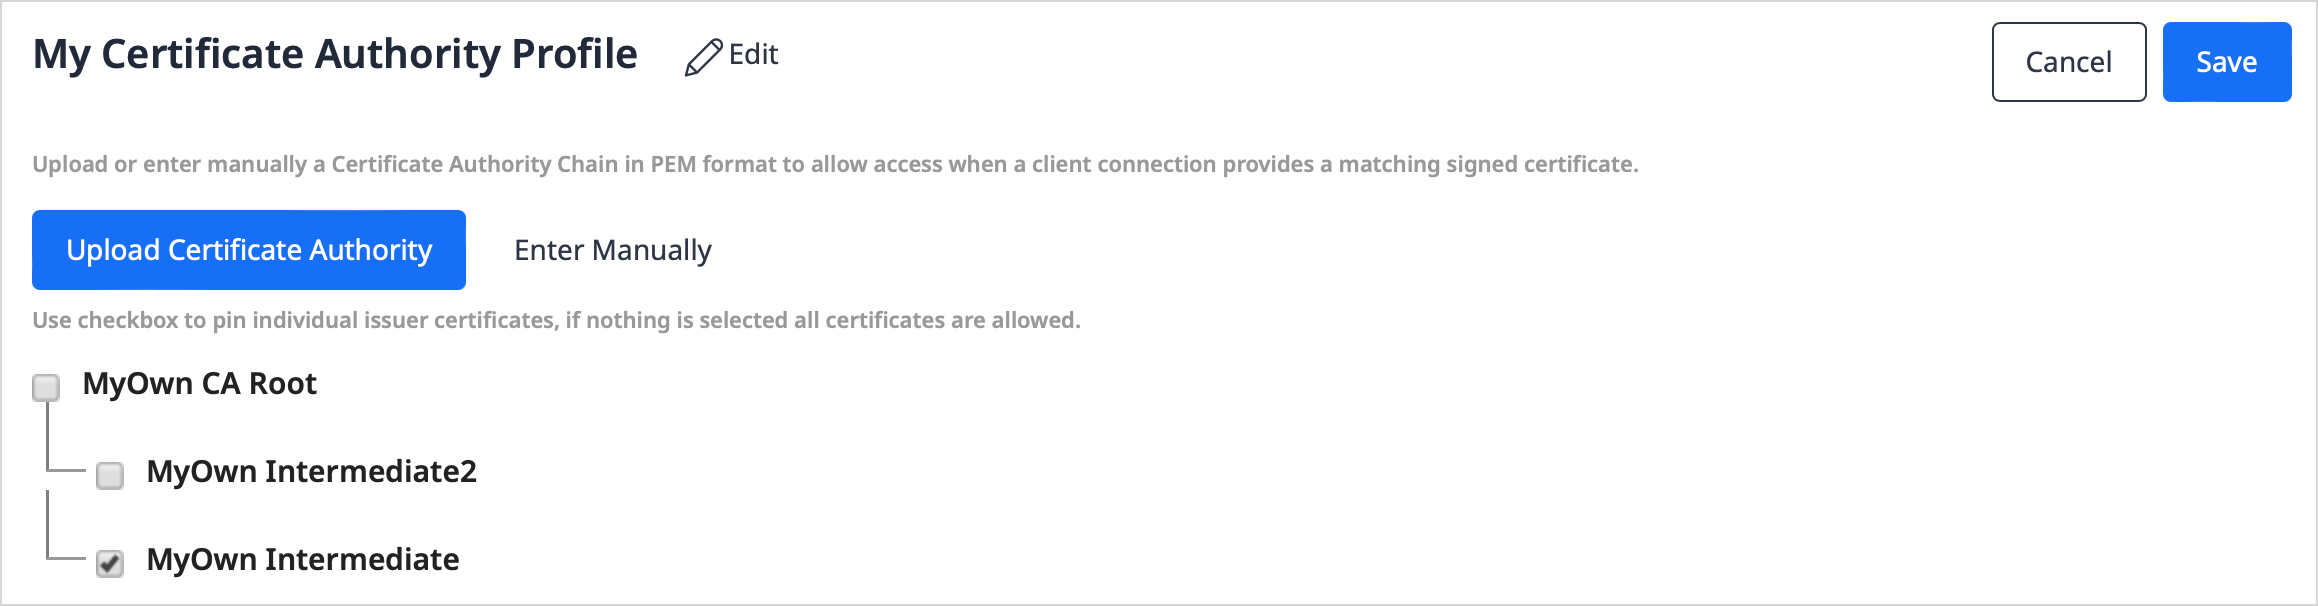 My Certificate Authority Profile Edit Cancel Save
Upload or enter manually a Certificate Authority Chain in PEM format to allow access when a client connection provides a matching signed certificate.
Upload Certificate Authority Enter Manually
Use checkbox to pin individual issuer certificates, if nothing is selected all certificates are allowed.
MyOwn CA Root
MyOwn Intermediate2
MyOwn Intermediate